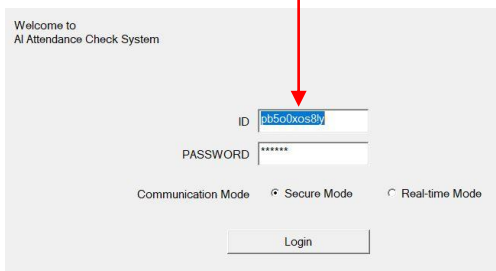 Welcome to
AI Attendance Check System
ID pb5o0xos8ly
PASSWORD ******
Communication Mode Secure Mode Real-time Mode
Login